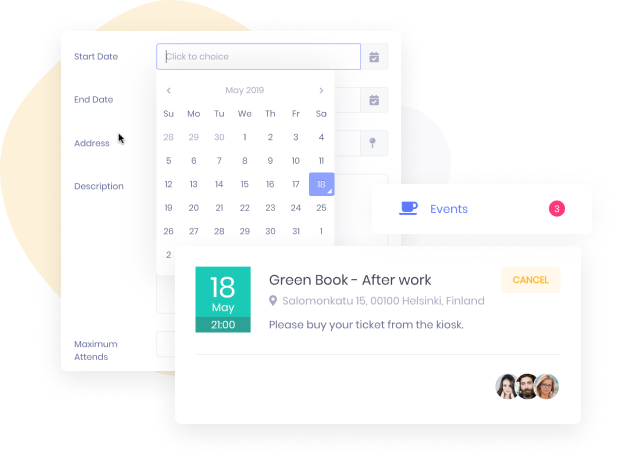 Start Date
Click to choice
May 2019
End Date
Su Mo Tu We Th Fr Sa
28 29 30 1 2 3 4
Address
5 6 7 8 9 10 11
Description
12 13 14 15 16 17 18
19 20 21 22 23 24 25
26 27 28 29 30 31 1
2
Events
3
18
May
21:00
Green Book - After work
CANCEL
Salomonkatu 15, 00100 Helsinki, Finland
Please buy your ticket from the kiosk.
Maximum
Attends